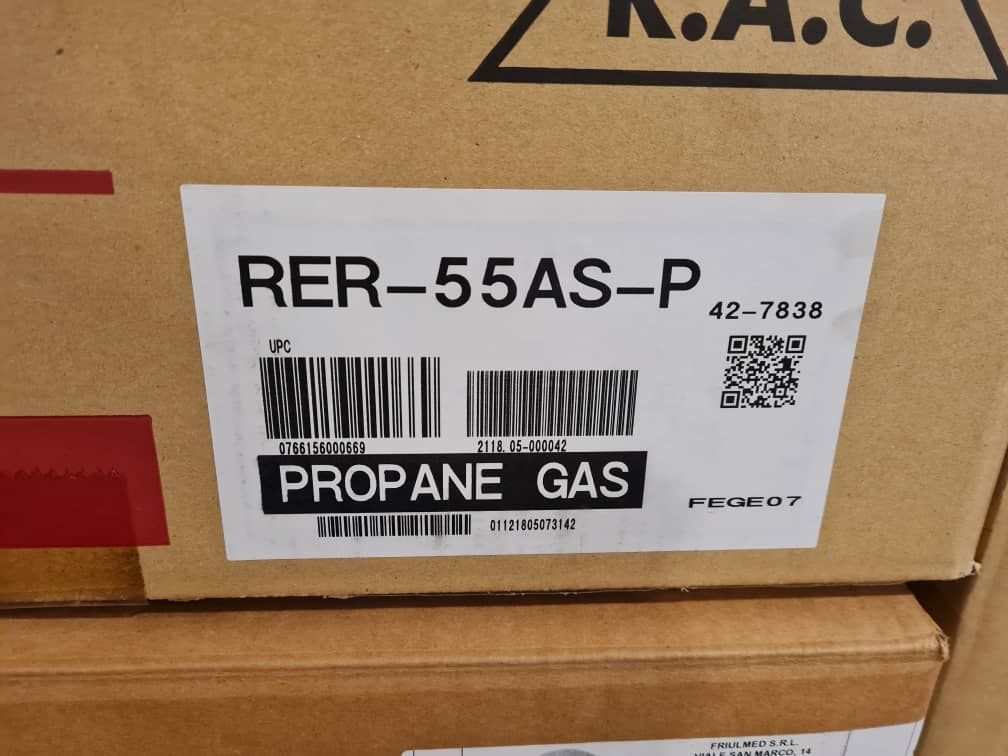 R.A.C.
RER-55AS-P
42-7838
UPC
0766156000669
2118.05-000042
PROPANE GAS
FEGE07
01121805073142
FRIULMED S.R.L.
VIALE SAN MARCO, 14